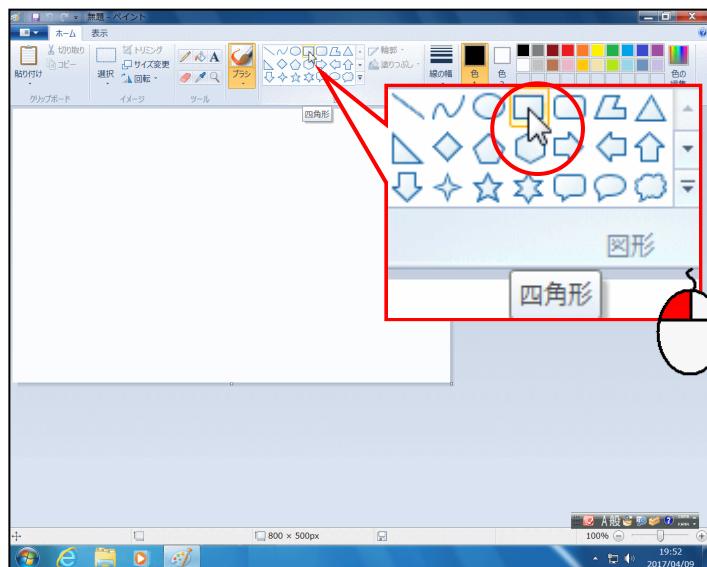 無題 - ペイント
ホーム 表示
貼り付け
切り取り
コピー
クリップボード
選択
トリミング
サイズ変更
回転
イメージ
A
ツール
ブラシ
輪郭
塗りつぶし
線の幅
色
1
色
2
色の
編集
四角形
図形
四角形
800 × 500px
100%
A 般
19:52
2017/04/09